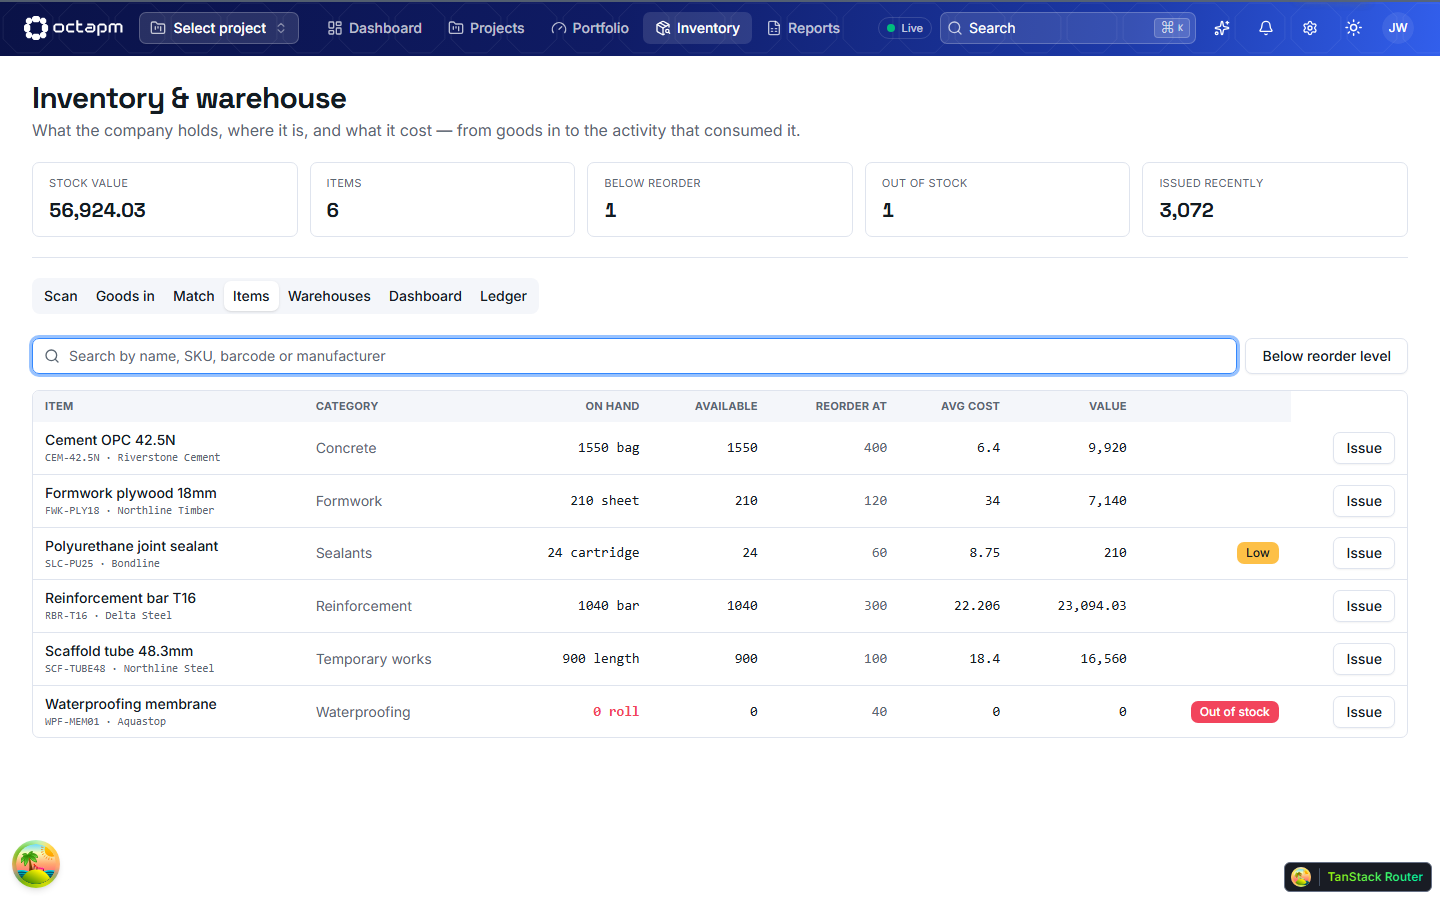 octapm
Select project
Dashboard
Projects
Portfolio
Inventory
Reports
Live
Search
⌘ K
JW
Inventory & warehouse
What the company holds, where it is, and what it cost — from goods in to the activity that consumed it.
STOCK VALUE
56,924.03
ITEMS
6
BELOW REORDER
1
OUT OF STOCK
1
ISSUED RECENTLY
3,072
Scan
Goods in
Match
Items
Warehouses
Dashboard
Ledger
Search by name, SKU, barcode or manufacturer
Below reorder level
ITEM CATEGORY ON HAND AVAILABLE REORDER AT AVG COST VALUE
Cement OPC 42.5N Concrete 1550 bag 1550 400 6.4 9,920 Issue
CEM-42.5N · Riverstone Cement
Formwork plywood 18mm Formwork 210 sheet 210 120 34 7,140 Issue
FWK-PLY18 · Northline Timber
Polyurethane joint sealant Sealants 24 cartridge 24 60 8.75 210 Low Issue
SLC-PU25 · Bondline
Reinforcement bar T16 Reinforcement 1040 bar 1040 300 22.206 23,094.03 Issue
RBR-T16 · Delta Steel
Scaffold tube 48.3mm Temporary works 900 length 900 100 18.4 16,560 Issue
SCF-TUBE48 · Northline Steel
Waterproofing membrane Waterproofing 0 roll 0 40 0 0 Out of stock Issue
WPF-MEM01 · Aquastop
TanStack Router